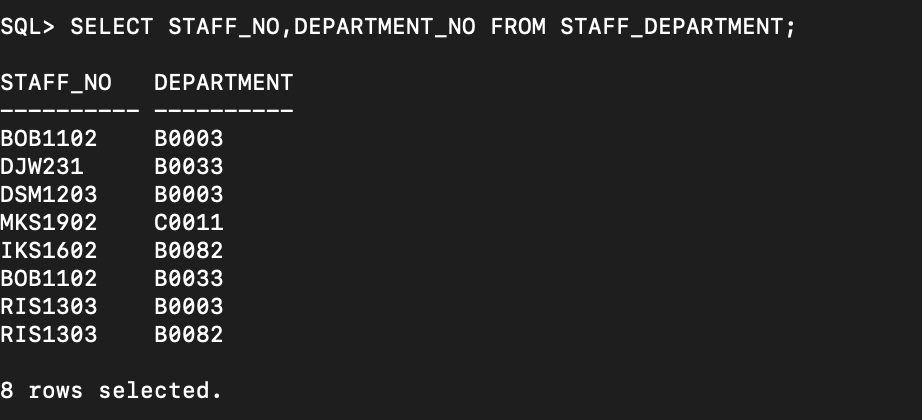 SQL> SELECT STAFF_NO,DEPARTMENT_NO FROM STAFF_DEPARTMENT;
STAFF_NO   DEPARTMENT
---------- ----------
BOB1102    B0003
DJW231     B0033
DSM1203    B0003
MKS1902    C0011
IKS1602    B0082
BOB1102    B0033
RIS1303    B0003
RIS1303    B0082
8 rows selected.